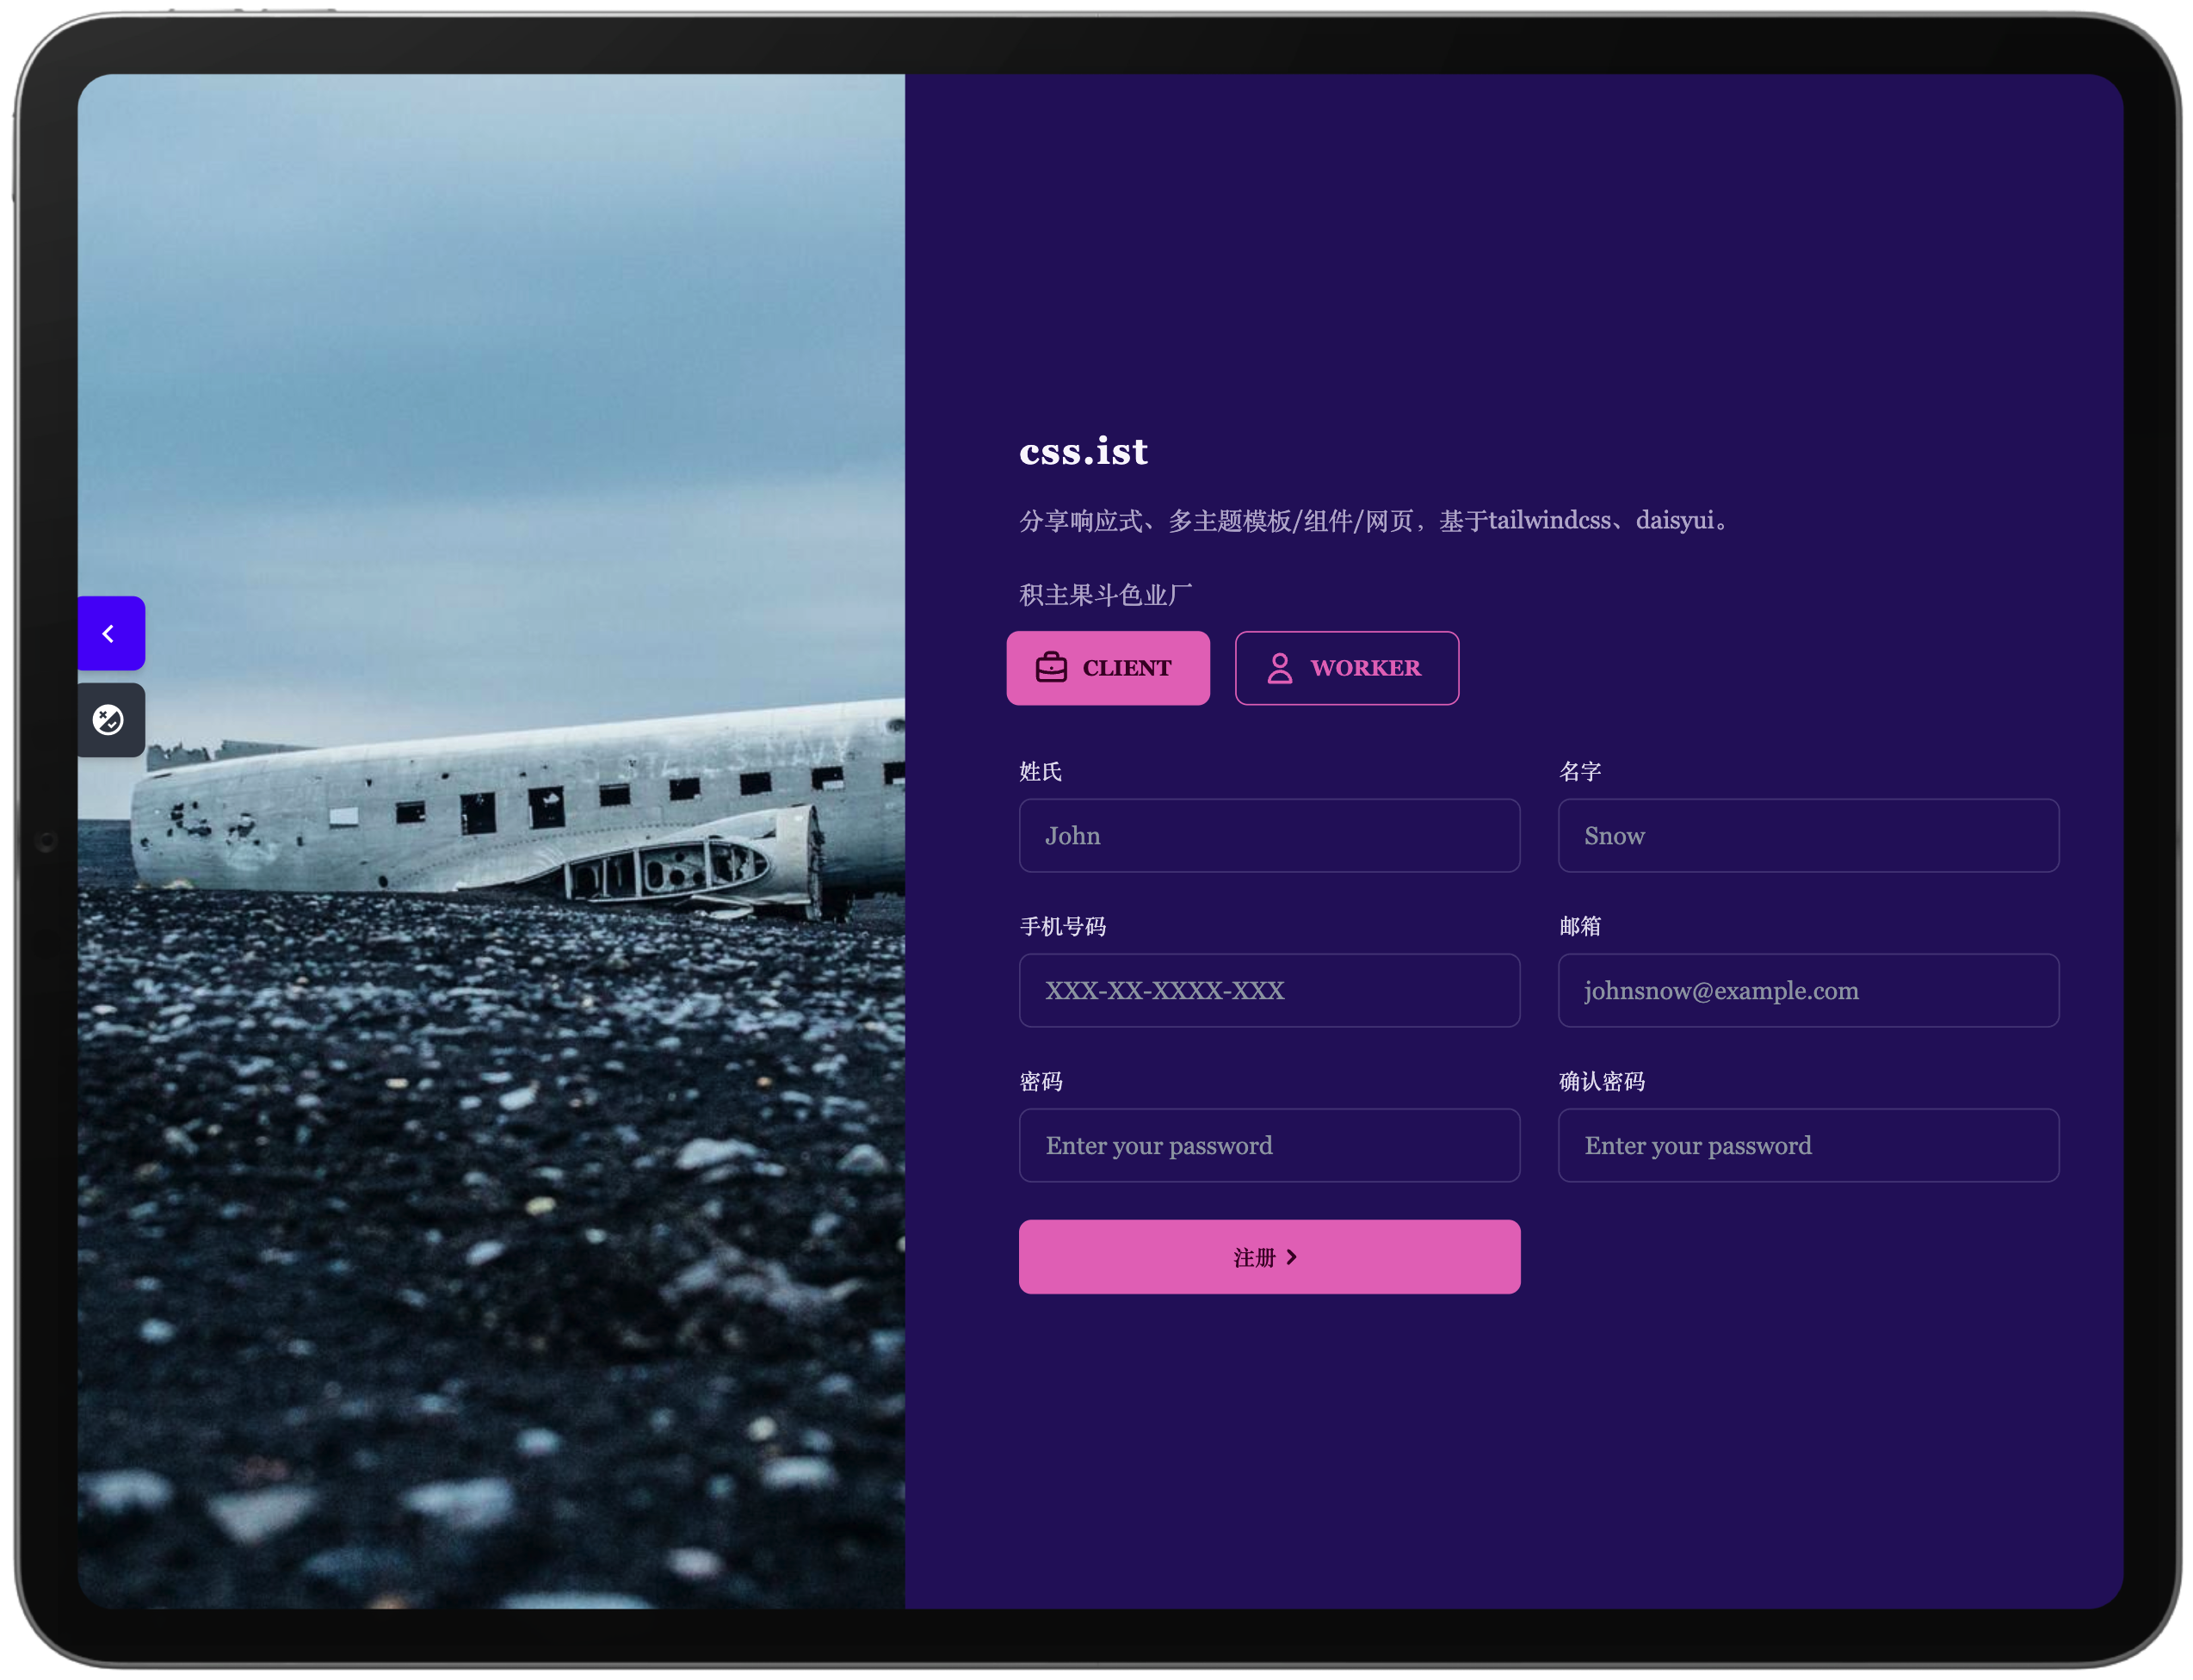 css.ist
分享响应式、多主题模板/组件/网页，基于tailwindcss、daisyui。
积主果斗色业厂
CLIENT WORKER
姓氏 名字
John Snow
手机号码 邮箱
XXX-XX-XXXX-XXX johnsnow@example.com
密码 确认密码
Enter your password Enter your password
注册